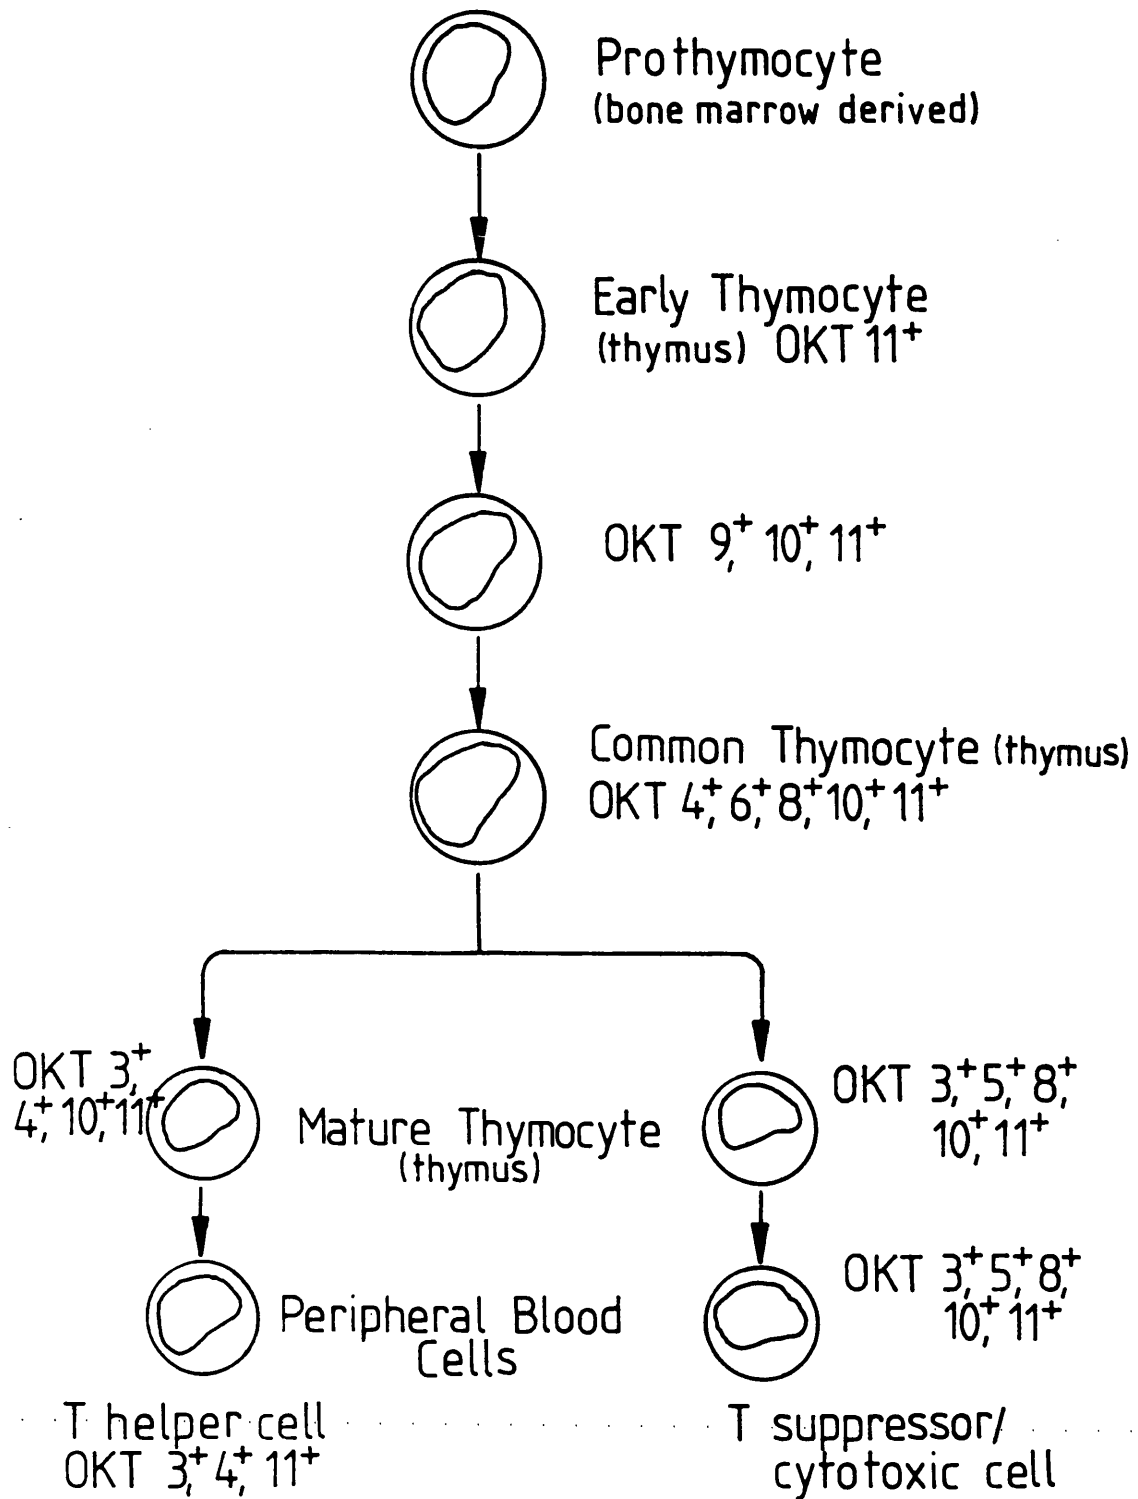 Prothymocyte
(bone marrow derived)
Early Thymocyte
(thymus) OKT 11⁺
OKT 9,⁺ 10,⁺ 11⁺
Common Thymocyte (thymus)
OKT 4,⁺ 6,⁺ 8,⁺ 10,⁺ 11⁺
OKT 3,⁺
4,⁺ 10,⁺ 11⁺
Mature Thymocyte
(thymus)
OKT 3,⁺ 5,⁺ 8,⁺
10,⁺ 11⁺
Peripheral Blood
Cells
OKT 3,⁺ 5,⁺ 8,⁺
10,⁺ 11⁺
T helper cell
OKT 3,⁺ 4,⁺ 11⁺
T suppressor/
cytotoxic cell